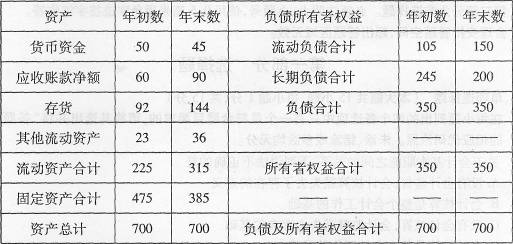 资产 年初数 年末数 负债所有者权益 年初数 年末数
货币资金 50 45 流动负债合计 105 150
应收账款净额 60 90 长期负债合计 245 200
存货 92 144 负债合计 350 350
其他流动资产 23 36
流动资产合计 225 315 所有者权益合计 350 350
固定资产合计 475 385
资产总计 700 700 负债及所有者权益合计 700 700